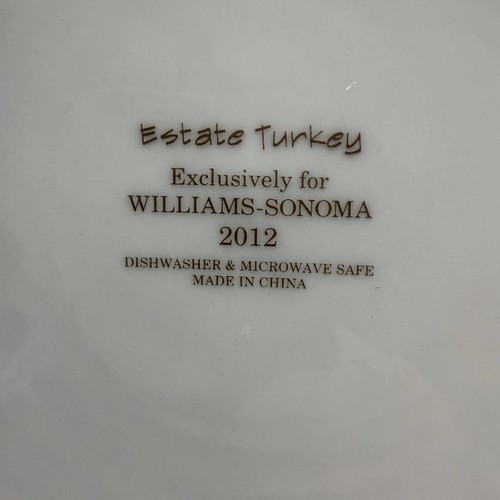 Estate Turkey
Exclusively for
WILLIAMS-SONOMA
2012
DISHWASHER & MICROWAVE SAFE
MADE IN CHINA